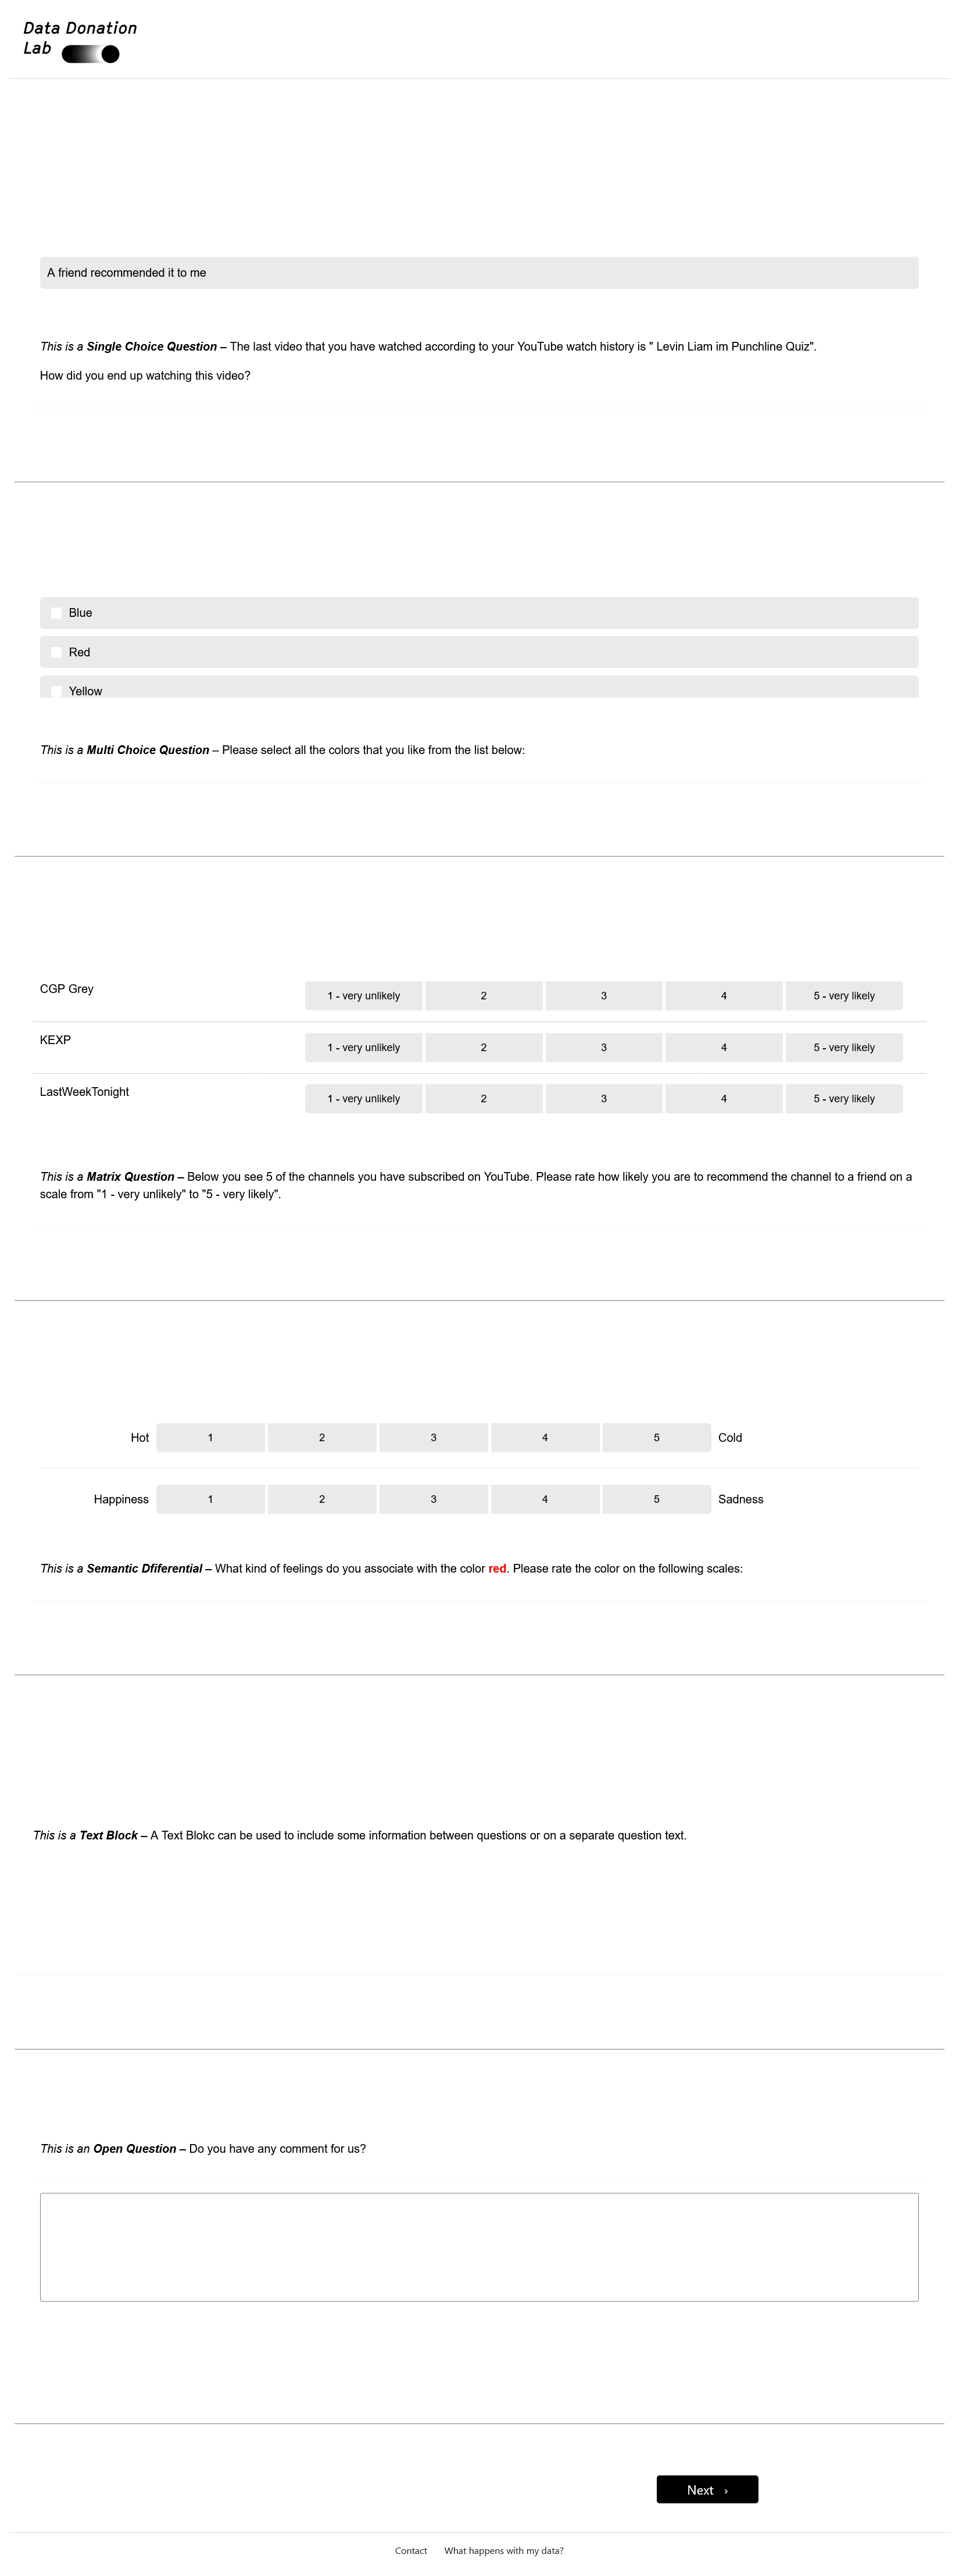 Data Donation
Lab
A friend recommended it to me
This is a Single Choice Question – The last video that you have watched according to your YouTube watch history is " Levin Liam im Punchline Quiz".
How did you end up watching this video?
Blue
Red
Yellow
This is a Multi Choice Question – Please select all the colors that you like from the list below:
CGP Grey 1 - very unlikely 2 3 4 5 - very likely
KEXP 1 - very unlikely 2 3 4 5 - very likely
LastWeekTonight 1 - very unlikely 2 3 4 5 - very likely
This is a Matrix Question – Below you see 5 of the channels you have subscribed on YouTube. Please rate how likely you are to recommend the channel to a friend on a
scale from "1 - very unlikely" to "5 - very likely".
Hot 1 2 3 4 5 Cold
Happiness 1 2 3 4 5 Sadness
This is a Semantic Dfiferential – What kind of feelings do you associate with the color red. Please rate the color on the following scales:
This is a Text Block – A Text Blokc can be used to include some information between questions or on a separate question text.
This is an Open Question – Do you have any comment for us?
Next ›
Contact What happens with my data?